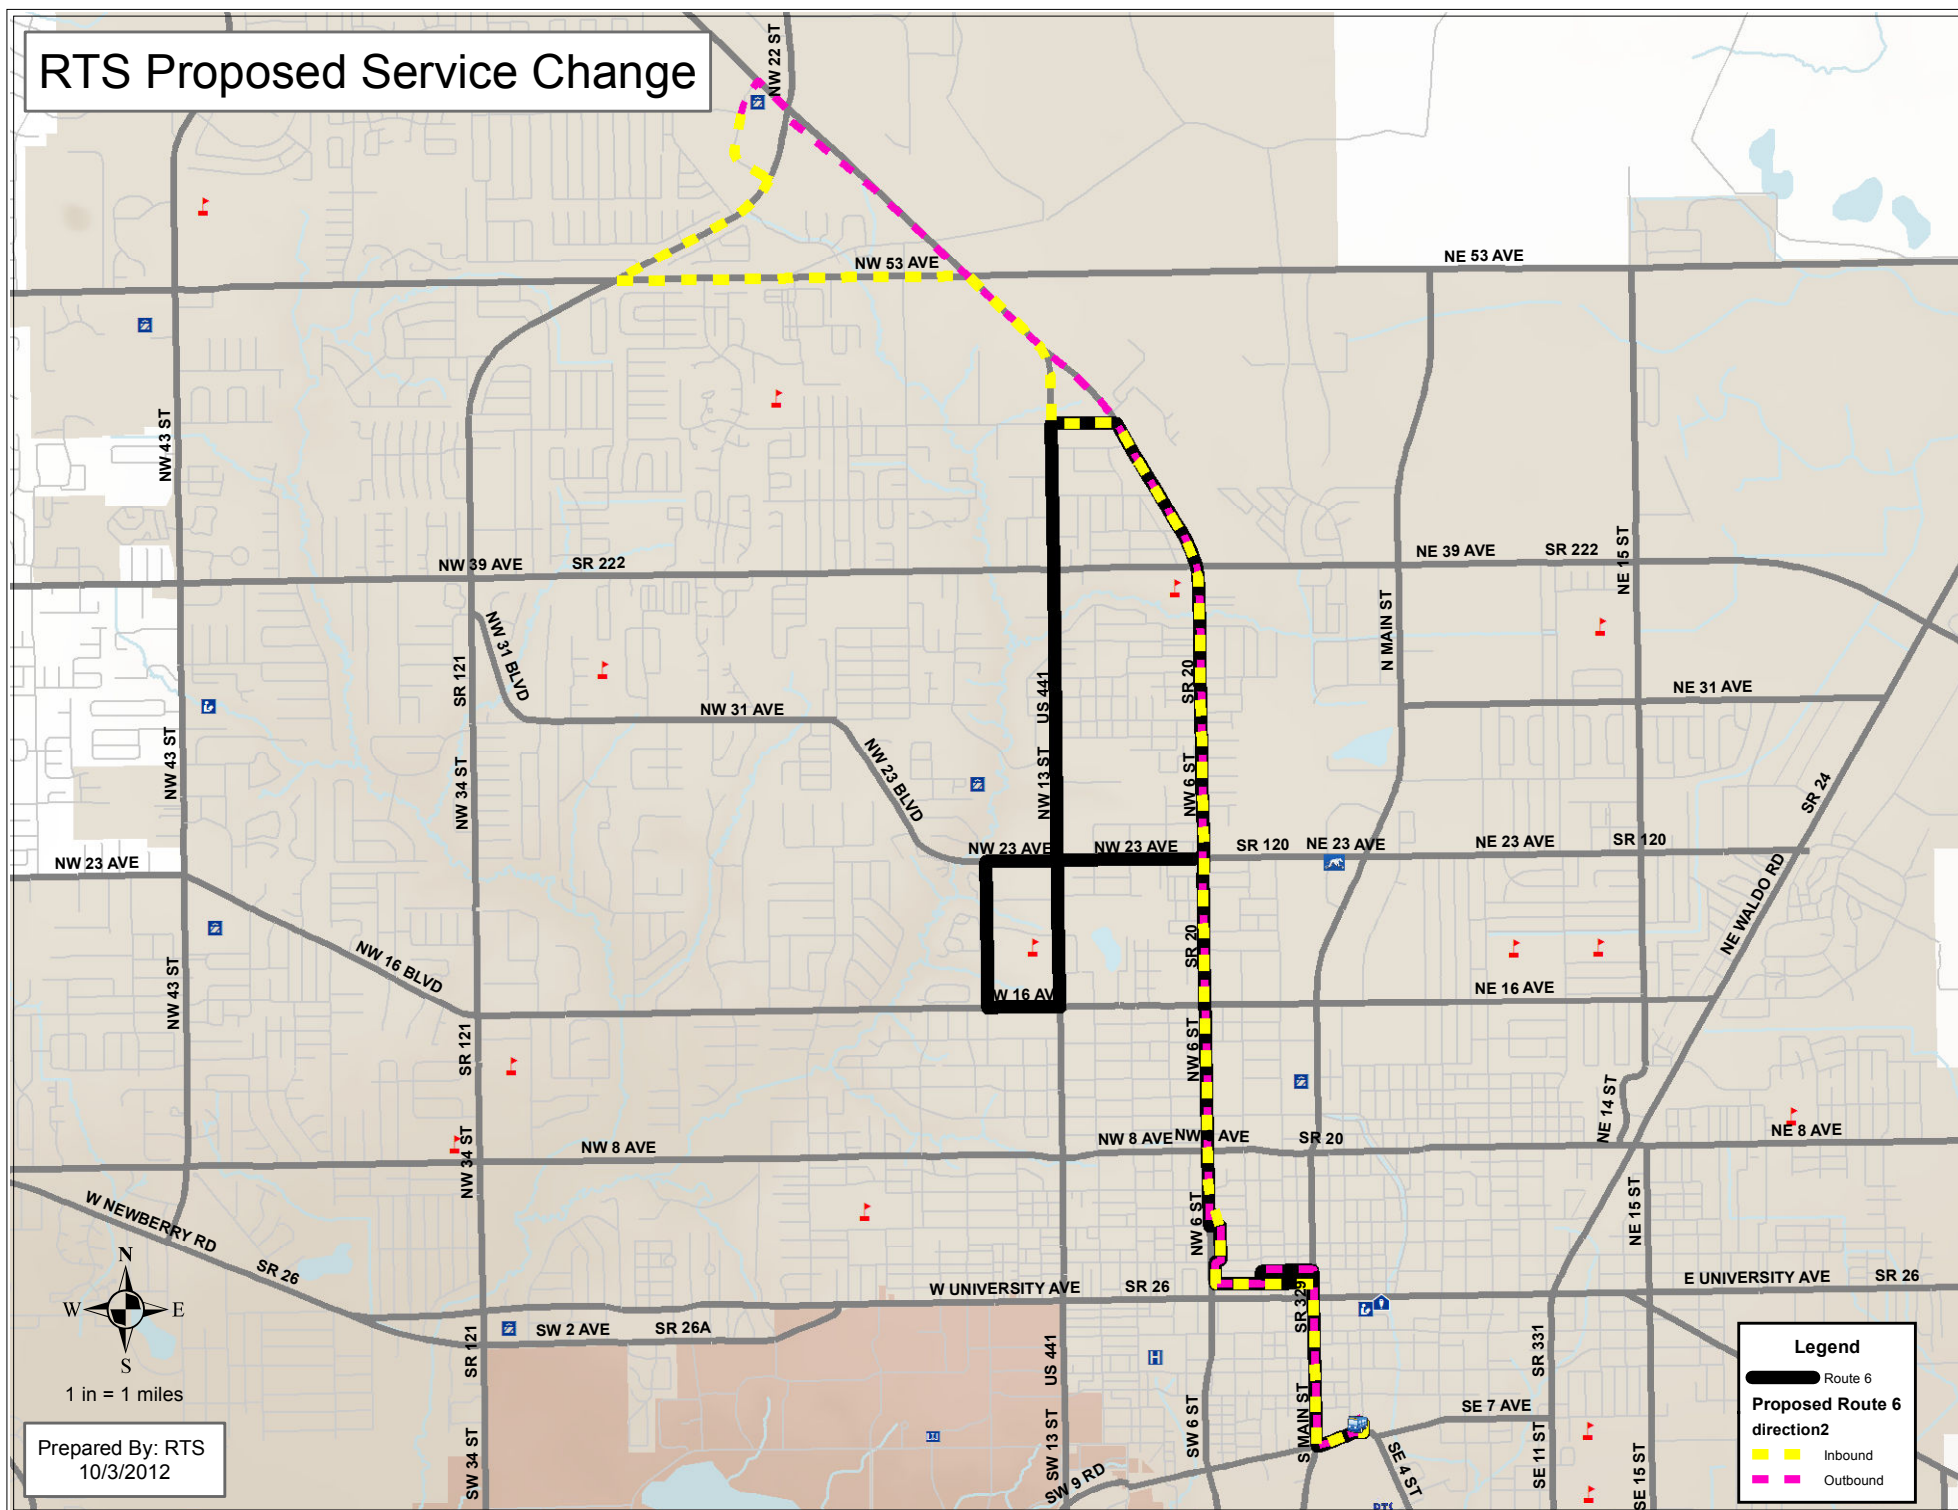 RTS Proposed Service Change
NW 22 ST
NW 53 AVE
NE 53 AVE
NW 43 ST
NW 39 AVE
SR 222
NE 39 AVE
SR 222
NE 15 ST
NW 31 BLVD
SR 121
N MAIN ST
SR 20
US 441
NW 31 AVE
NE 31 AVE
NW 43 ST
NW 34 ST
NW 23 BLVD
NW 13 ST
NW 6 ST
SR 24
NW 23 AVE
NW 23 AVE
NW 23 AVE
SR 120
NE 23 AVE
NE 23 AVE
SR 120
NE WALDO RD
NW 16 BLVD
SR 20
NW 43 ST
W 16 AV
NE 16 AVE
SR 121
NW 6 ST
NE 14 ST
NW 34 ST
NW 8 AVE
NW 8 AVE
NW
AVE
SR 20
NE 8 AVE
W NEWBERRY RD
SR 26
NW 6 ST
NE 15 ST
N
W
E
S
1 in = 1 miles
W UNIVERSITY AVE
SR 26
SR 329
E UNIVERSITY AVE
SR 26
SW 2 AVE
SR 26A
SR 121
US 441
H
SR 331
SW 34 ST
SW 13 ST
SW 9 RD
SW 6 ST
S MAIN ST
SE 7 AVE
SE 4 ST
SE 11 ST
SE 15 ST
RTS
Prepared By: RTS
10/3/2012
Legend
Route 6
Proposed Route 6
direction2
Inbound
Outbound